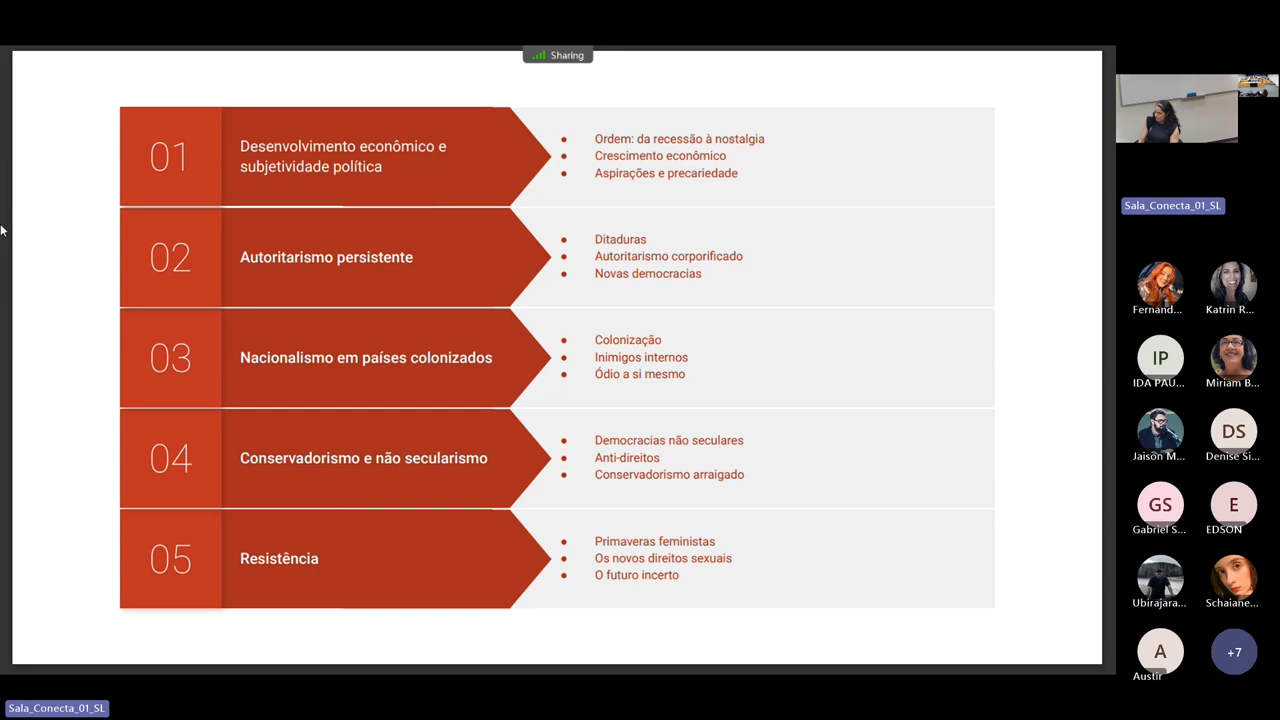 Sharing
01
Desenvolvimento econômico e
subjetividade política
Ordem: da recessão à nostalgia
Crescimento econômico
Aspirações e precariedade
02
Autoritarismo persistente
Ditaduras
Autoritarismo corporificado
Novas democracias
03
Nacionalismo em países colonizados
Colonização
Inimigos internos
Ódio a si mesmo
04
Conservadorismo e não secularismo
Democracias não seculares
Anti-direitos
Conservadorismo arraigado
05
Resistência
Primaveras feministas
Os novos direitos sexuais
O futuro incerto
Sala_Conecta_01_SL
Fernand...
Katrin R...
IP
IDA PAU...
Miriam B...
Jaison M...
DS
Denise Si...
GS
Gabriel S...
E
EDSON
Ubirajara...
Schaiane...
A
Austir
+7
Sala_Conecta_01_SL